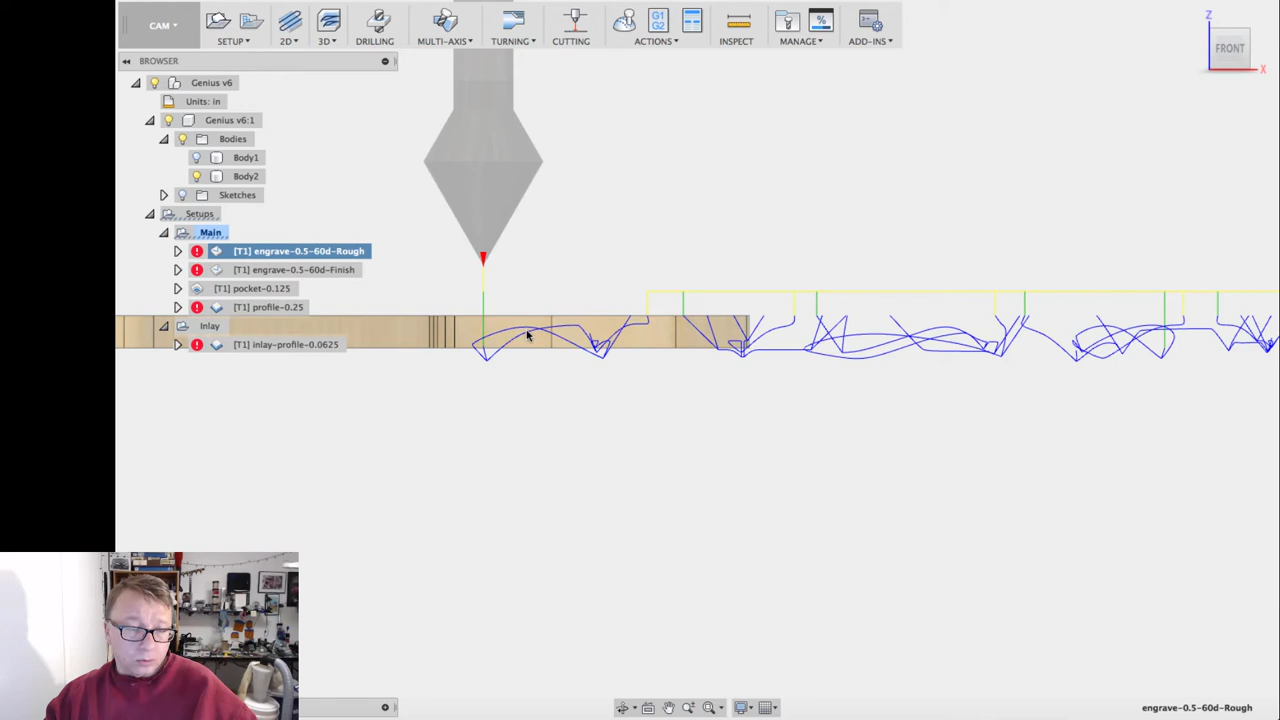 CAM
SETUP
2D
3D
DRILLING
MULTI-AXIS
TURNING
CUTTING
G1
G2
ACTIONS
INSPECT
%
MANAGE
ADD-INS
Z
FRONT
X
BROWSER
Genius v6
Units: in
Genius v6:1
Bodies
Body1
Body2
Sketches
Setups
Main
[T1] engrave-0.5-60d-Rough
[T1] engrave-0.5-60d-Finish
[T1] pocket-0.125
[T1] profile-0.25
Inlay
[T1] inlay-profile-0.0625
engrave-0.5-60d-Rough